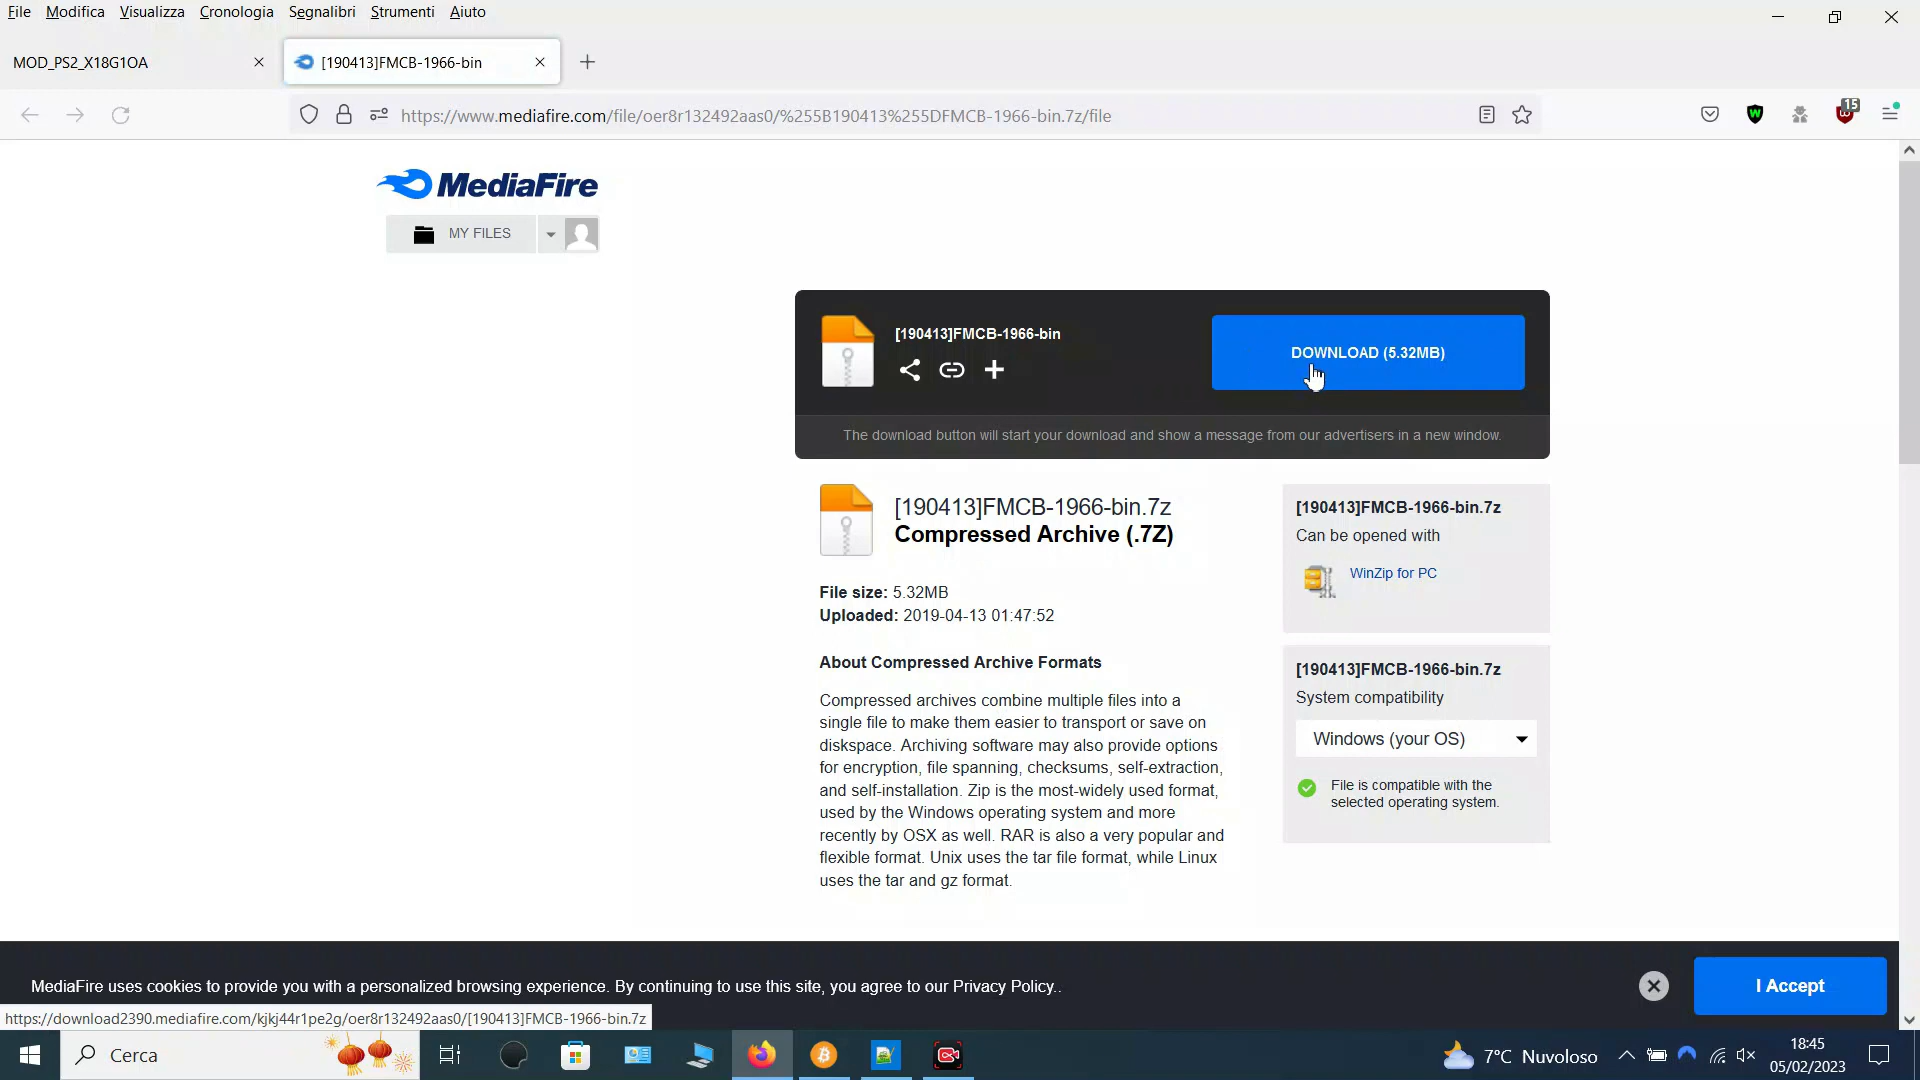 File Modifica Visualizza Cronologia Segnalibri Strumenti Aiuto
MOD_PS2_X18G1OA
[190413]FMCB-1966-bin
https://www.mediafire.com/file/oer8r132492aas0/%255B190413%255DFMCB-1966-bin.7z/file
15
MediaFire
MY FILES
[190413]FMCB-1966-bin
DOWNLOAD (5.32MB)
The download button will start your download and show a message from our advertisers in a new window.
[190413]FMCB-1966-bin.7z
Compressed Archive (.7Z)
File size: 5.32MB
Uploaded: 2019-04-13 01:47:52
About Compressed Archive Formats
Compressed archives combine multiple files into a
single file to make them easier to transport or save on
diskspace. Archiving software may also provide options
for encryption, file spanning, checksums, self-extraction,
and self-installation. Zip is the most-widely used format,
used by the Windows operating system and more
recently by OSX as well. RAR is also a very popular and
flexible format. Unix uses the tar file format, while Linux
uses the tar and gz format.
[190413]FMCB-1966-bin.7z
Can be opened with
WinZip for PC
[190413]FMCB-1966-bin.7z
System compatibility
Windows (your OS)
File is compatible with the
selected operating system.
MediaFire uses cookies to provide you with a personalized browsing experience. By continuing to use this site, you agree to our Privacy Policy..
I Accept
https://download2390.mediafire.com/kjkj44r1pe2g/oer8r132492aas0/[190413]FMCB-1966-bin.7z
Cerca
7°C Nuvoloso
18:45
05/02/2023